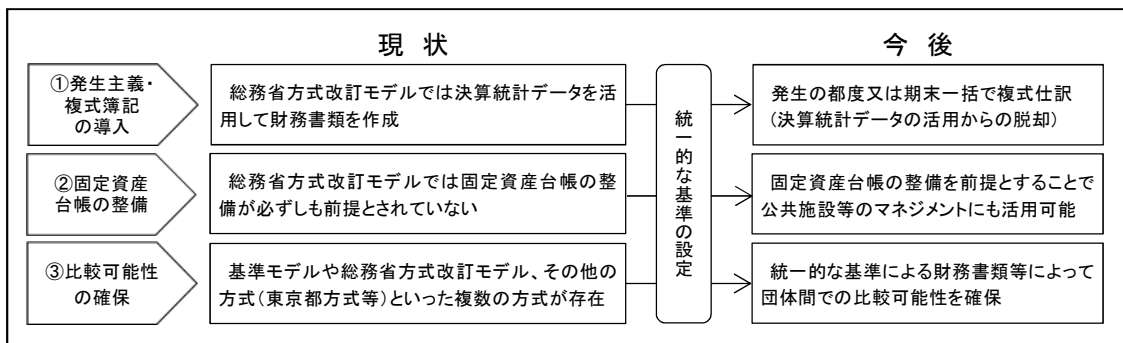 現 状
今 後
①発生主義・
複式簿記
の導入
総務省方式改訂モデルでは決算統計データを活
用して財務書類を作成
発生の都度又は期末一括で複式仕訳
(決算統計データの活用からの脱却)
②固定資産
台帳の整備
総務省方式改訂モデルでは固定資産台帳の整
備が必ずしも前提とされていない
固定資産台帳の整備を前提とすることで
公共施設等のマネジメントにも活用可能
③比較可能性
の確保
基準モデルや総務省方式改訂モデル、その他の
方式(東京都方式等)といった複数の方式が存在
統一的な基準による財務書類等によって
団体間での比較可能性を確保
統一的な基準の設定